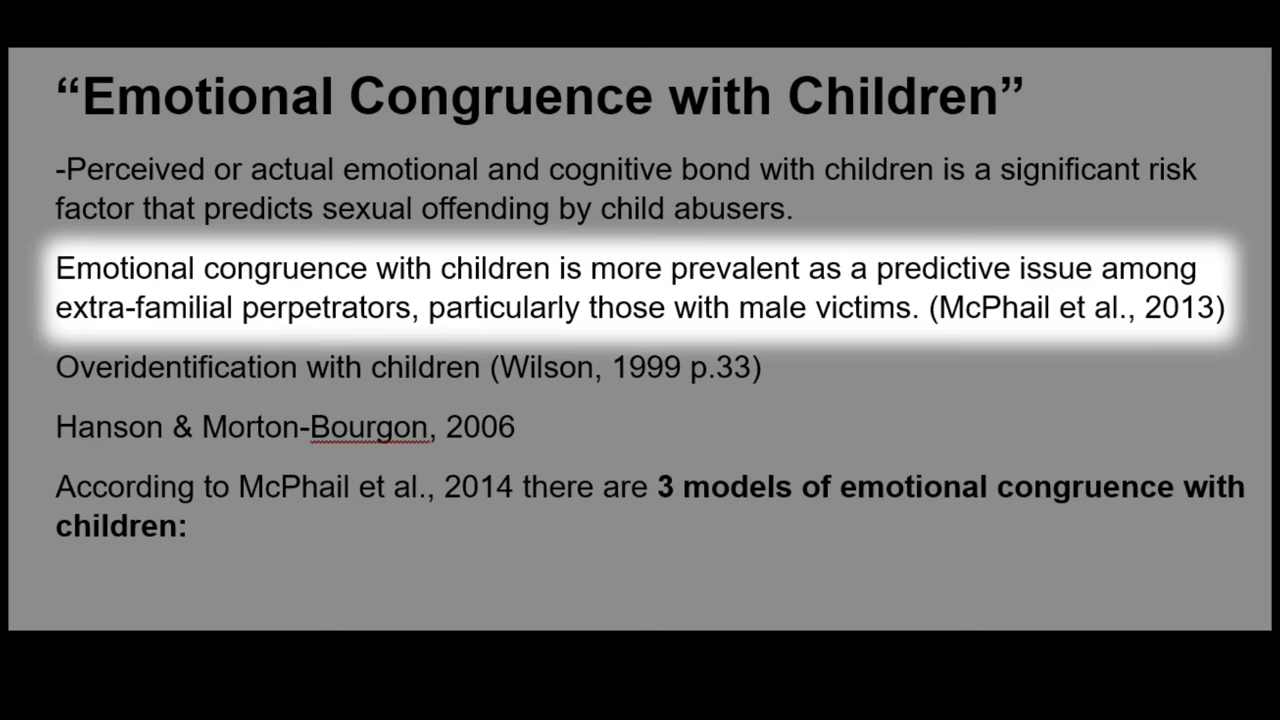 “Emotional Congruence with Children”
-Perceived or actual emotional and cognitive bond with children is a significant risk
factor that predicts sexual offending by child abusers.
Emotional congruence with children is more prevalent as a predictive issue among
extra-familial perpetrators, particularly those with male victims. (McPhail et al., 2013)
Overidentification with children (Wilson, 1999 p.33)
Hanson & Morton-Bourgon, 2006
According to McPhail et al., 2014 there are 3 models of emotional congruence with
children: